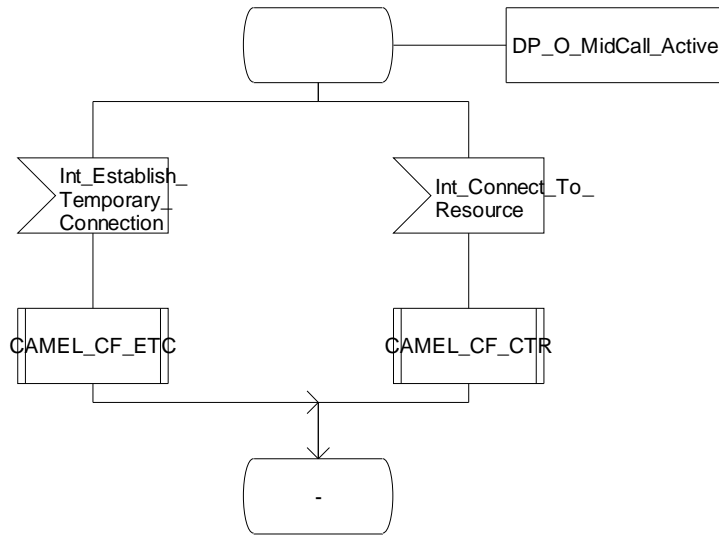 DP_O_MidCall_Active
Int_Establish_
Temporary_
Connection
Int_Connect_To_
Resource
CAMEL_CF_ETC
CAMEL_CF_CTR
-